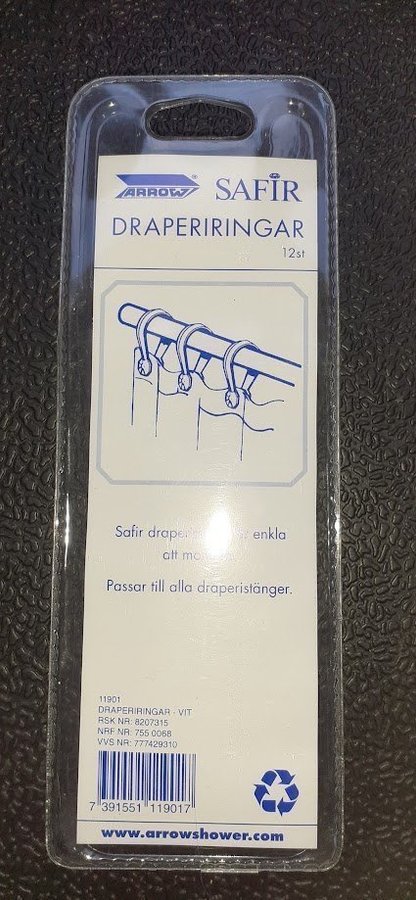 ARROW® SAFIR
DRAPERIRINGAR
12st
Safir enkla
att
Passar till alla draperistänger.
11901
DRAPERIRINGAR - VIT
RSK NR: 8207315
NRF NR: 755 0068
VVS NR: 777429310
7 391551 119017
www.arrowshower.com